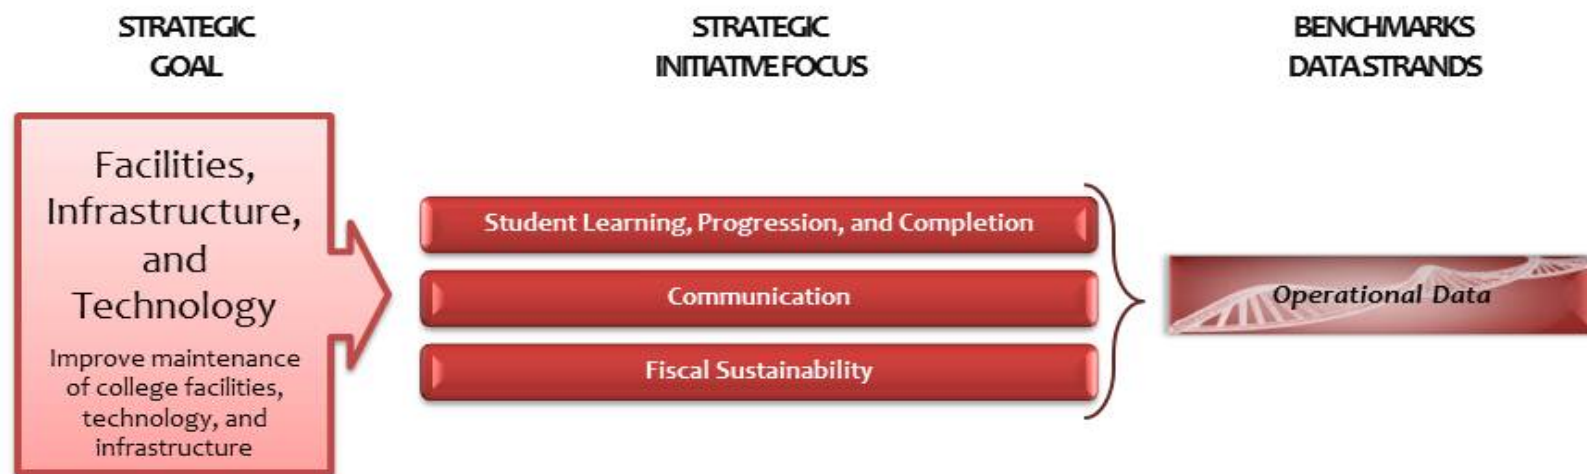 STRATEGIC
GOAL
STRATEGIC
INITIATIVE FOCUS
BENCHMARKS
DATA STRANDS
Facilities,
Infrastructure,
and
Technology
Improve maintenance
of college facilities,
technology, and
infrastructure
Student Learning, Progression, and Completion
Communication
Fiscal Sustainability
Operational Data